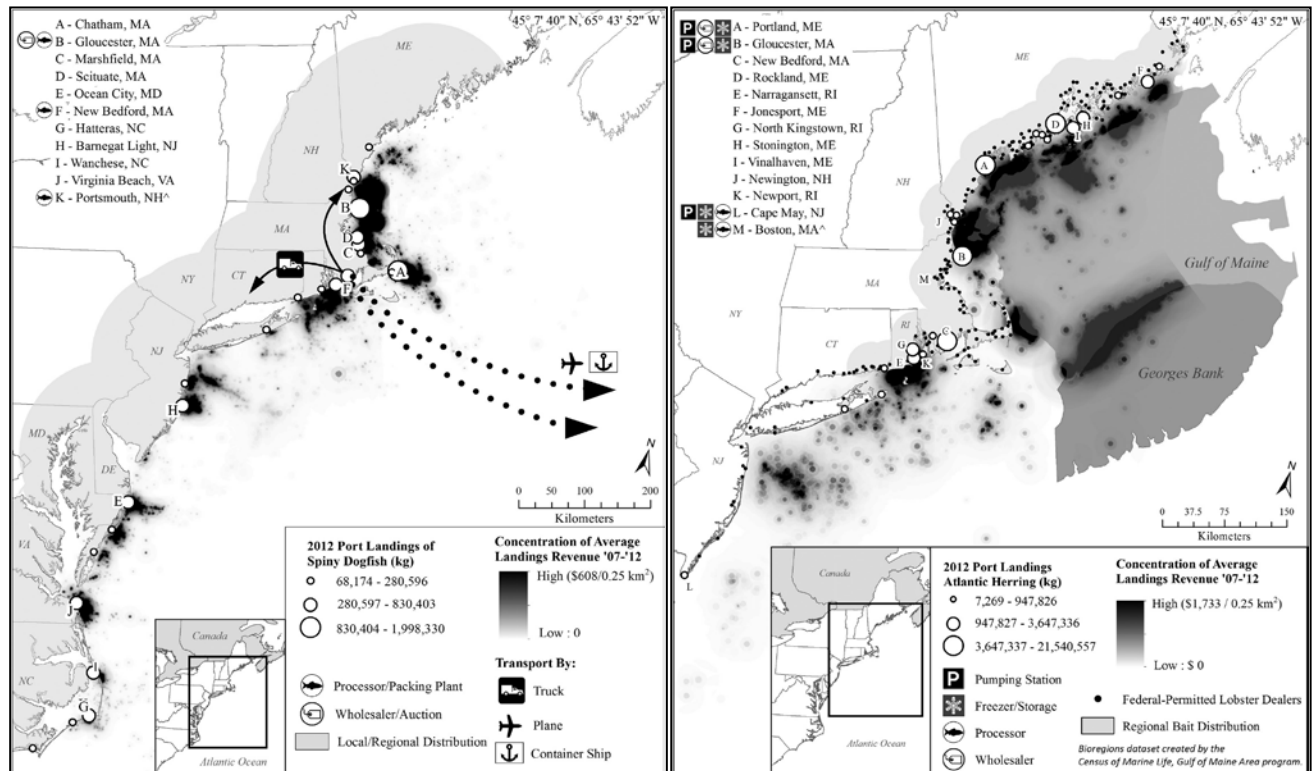 45° 7' 40" N, 65° 43' 52" W
A - Chatham, MA
B - Gloucester, MA
C - Marshfield, MA
D - Scituate, MA
E - Ocean City, MD
F - New Bedford, MA
G - Hatteras, NC
H - Barnegat Light, NJ
I - Wanchese, NC
J - Virginia Beach, VA
K - Portsmouth, NH^
ME
NH
K
B
MA
D
C
A
CT
NY
F
NJ
H
MD
DE
E
VA
J
I
NC
G
N
0 50 100 200
Kilometers
2012 Port Landings of
Spiny Dogfish (kg)
68,174 - 280,596
280,597 - 830,403
830,404 - 1,998,330
Processor/Packing Plant
Wholesaler/Auction
Local/Regional Distribution
Concentration of Average
Landings Revenue '07-'12
High ($608/0.25 km²)
Low : 0
Transport By:
Truck
Plane
Container Ship
Canada
Atlantic Ocean
45° 7' 40" N, 65° 43' 52" W
P A - Portland, ME
P B - Gloucester, MA
C - New Bedford, MA
D - Rockland, ME
E - Narragansett, RI
F - Jonesport, ME
G - North Kingstown, RI
H - Stonington, ME
I - Vinalhaven, ME
J - Newington, NH
K - Newport, RI
P L - Cape May, NJ
M - Boston, MA^
ME
F
D
H
I
A
NH
J
B
Gulf of Maine
M
MA
NY
RI
C
CT
G
E
K
Georges Bank
NJ
L
N
0 37.5 75 150
Kilometers
Canada
Atlantic Ocean
2012 Port Landings
Atlantic Herring (kg)
7,269 - 947,826
947,827 - 3,647,336
3,647,337 - 21,540,557
P Pumping Station
Freezer/Storage
Processor
Wholesaler
Concentration of Average
Landings Revenue '07-'12
High ($1,733 / 0.25 km²)
Low : $ 0
Federal-Permitted Lobster Dealers
Regional Bait Distribution
Bioregions dataset created by the
Census of Marine Life, Gulf of Maine Area program.